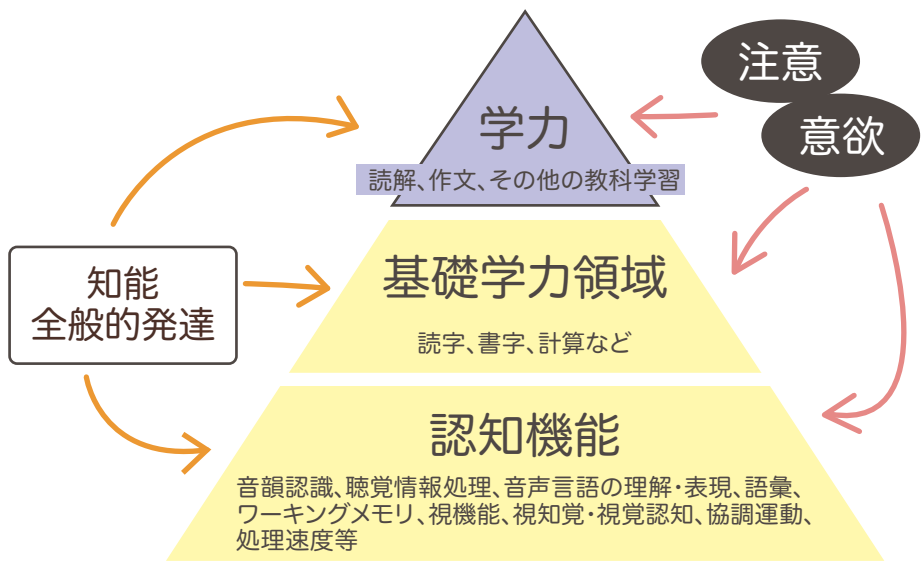 注意
意欲
学力
読解、作文、その他の教科学習
知能
全般的発達
基礎学力領域
読字、書字、計算など
認知機能
音韻認識、聴覚情報処理、音声言語の理解・表現、語彙、
ワーキングメモリ、視機能、視知覚・視覚認知、協調運動、
処理速度等